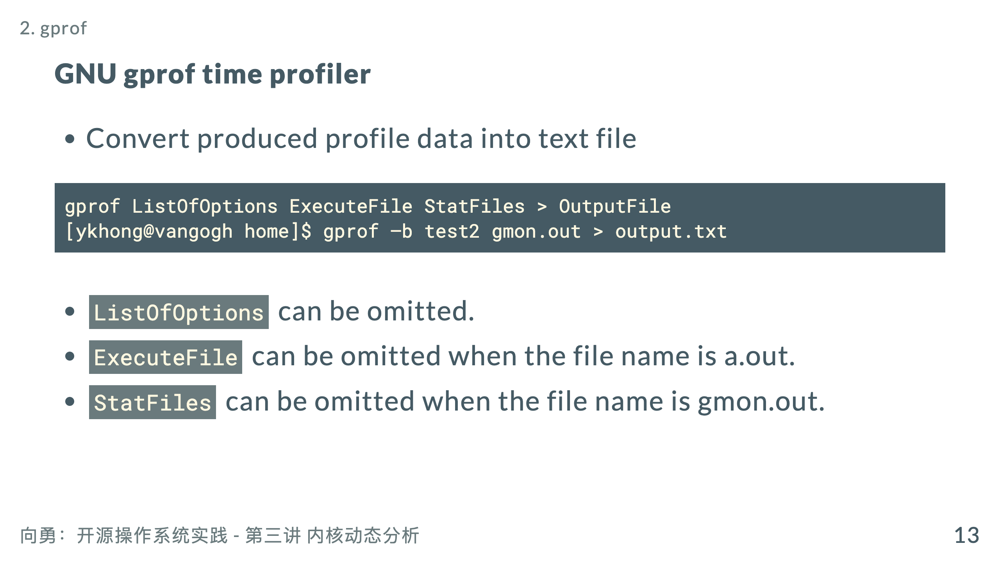 2. gprof
GNU gprof time profiler
• Convert produced profile data into text file
gprof ListOfOptions ExecuteFile StatFiles > OutputFile
[ykhong@vangogh home]$ gprof –b test2 gmon.out > output.txt
• ListOfOptions can be omitted.
• ExecuteFile can be omitted when the file name is a.out.
• StatFiles can be omitted when the file name is gmon.out.
向勇：开源操作系统实践 - 第三讲 内核动态分析
13